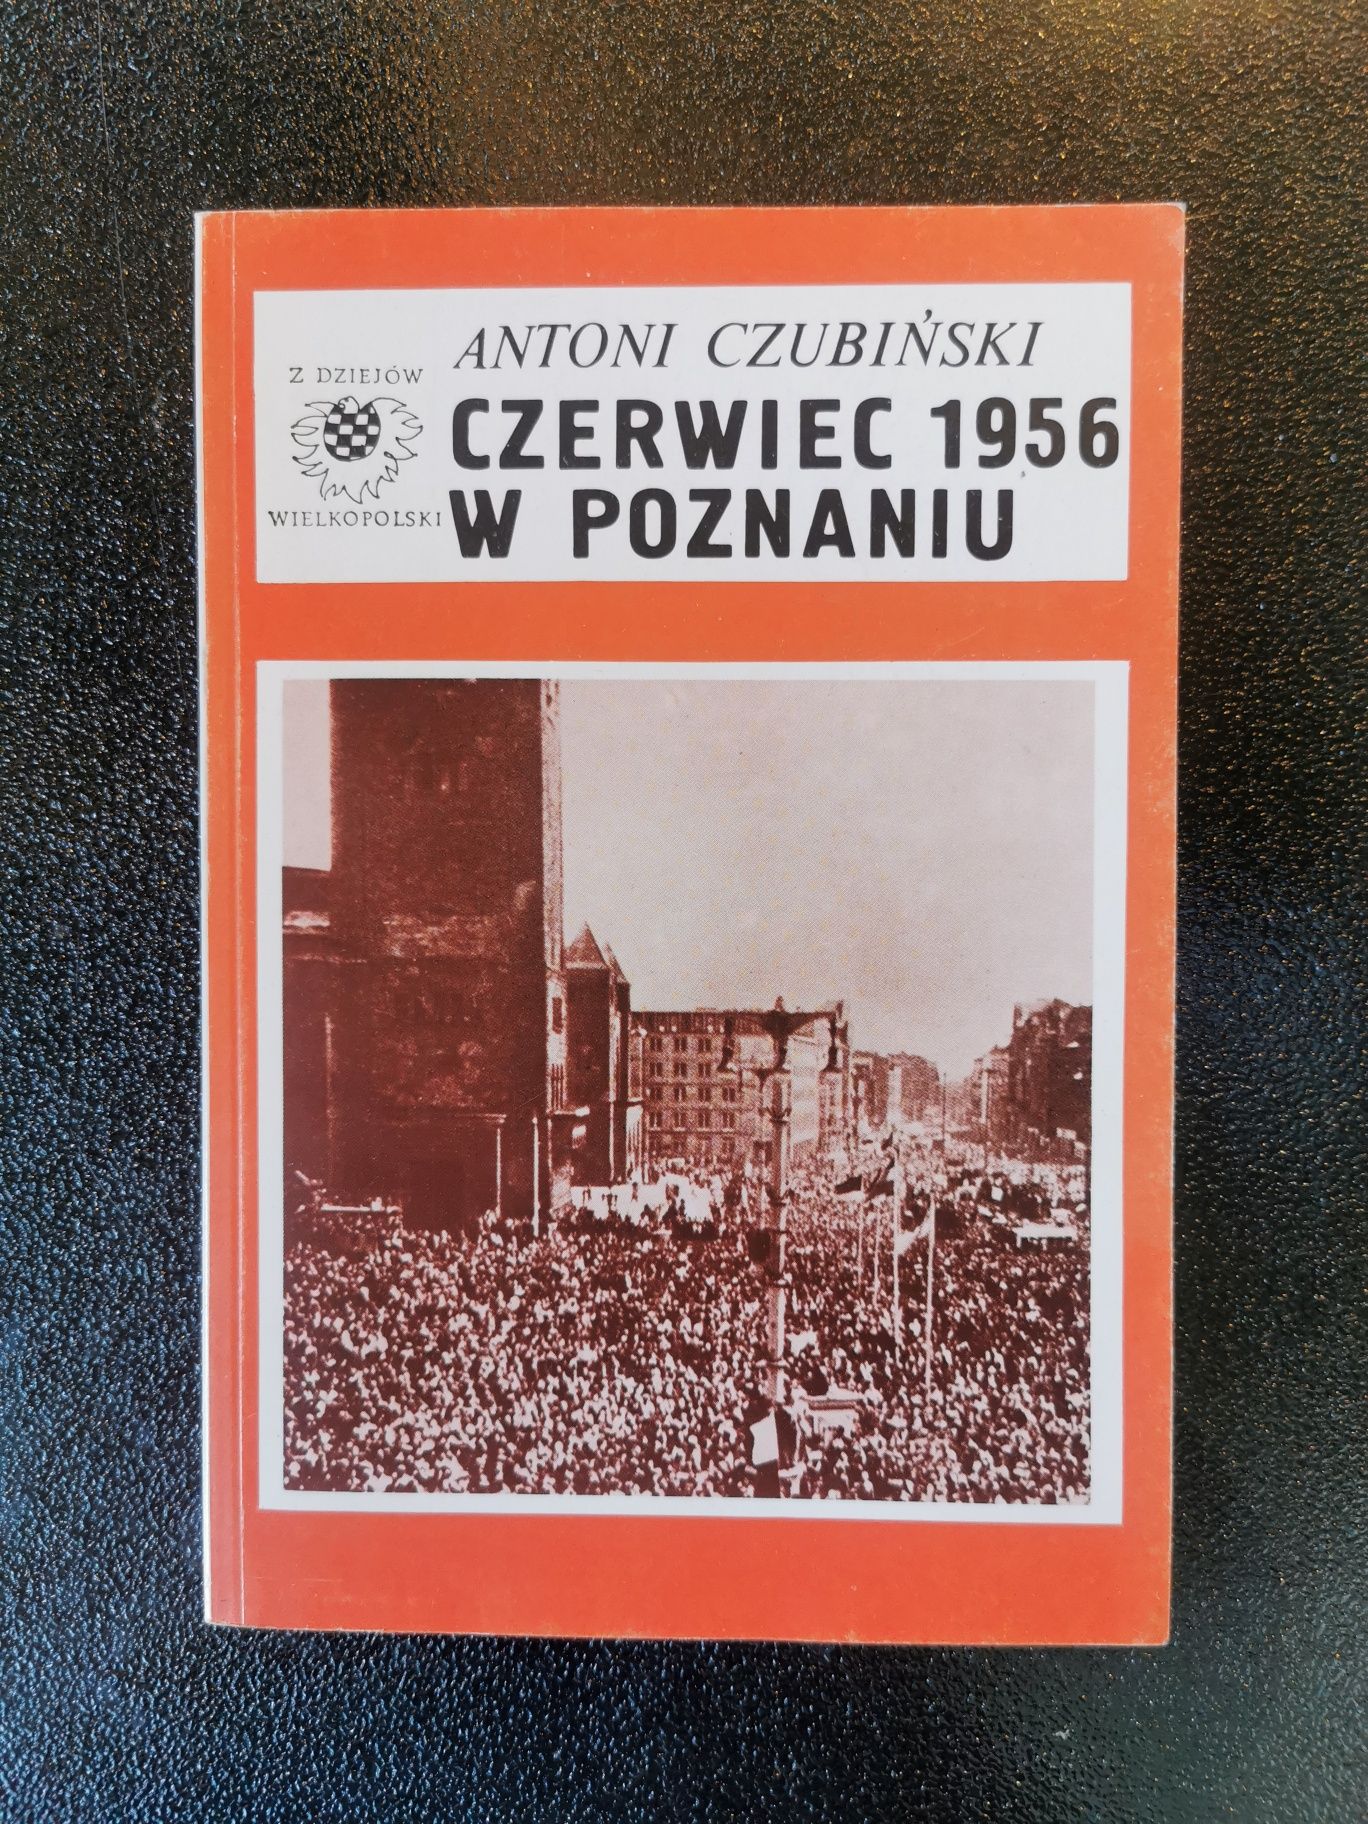 ANTONI CZUBIŃSKI
Z DZIEJÓW
WIELKOPOLSKI
CZERWIEC 1956
W POZNANIU